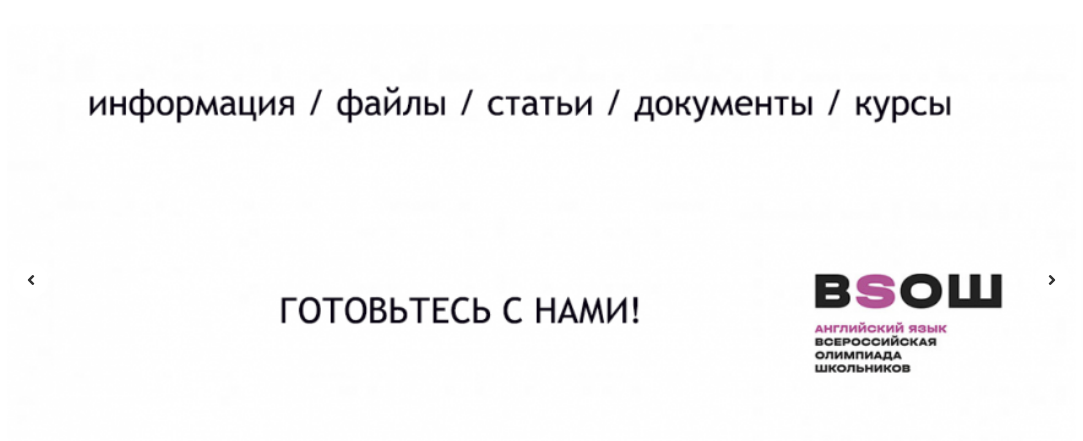 информация / файлы / статьи / документы / курсы
ГОТОВЬТЕСЬ С НАМИ!
ВSОШ
АНГЛИЙСКИЙ ЯЗЫК
ВСЕРОССИЙСКАЯ
ОЛИМПИАДА
ШКОЛЬНИКОВ